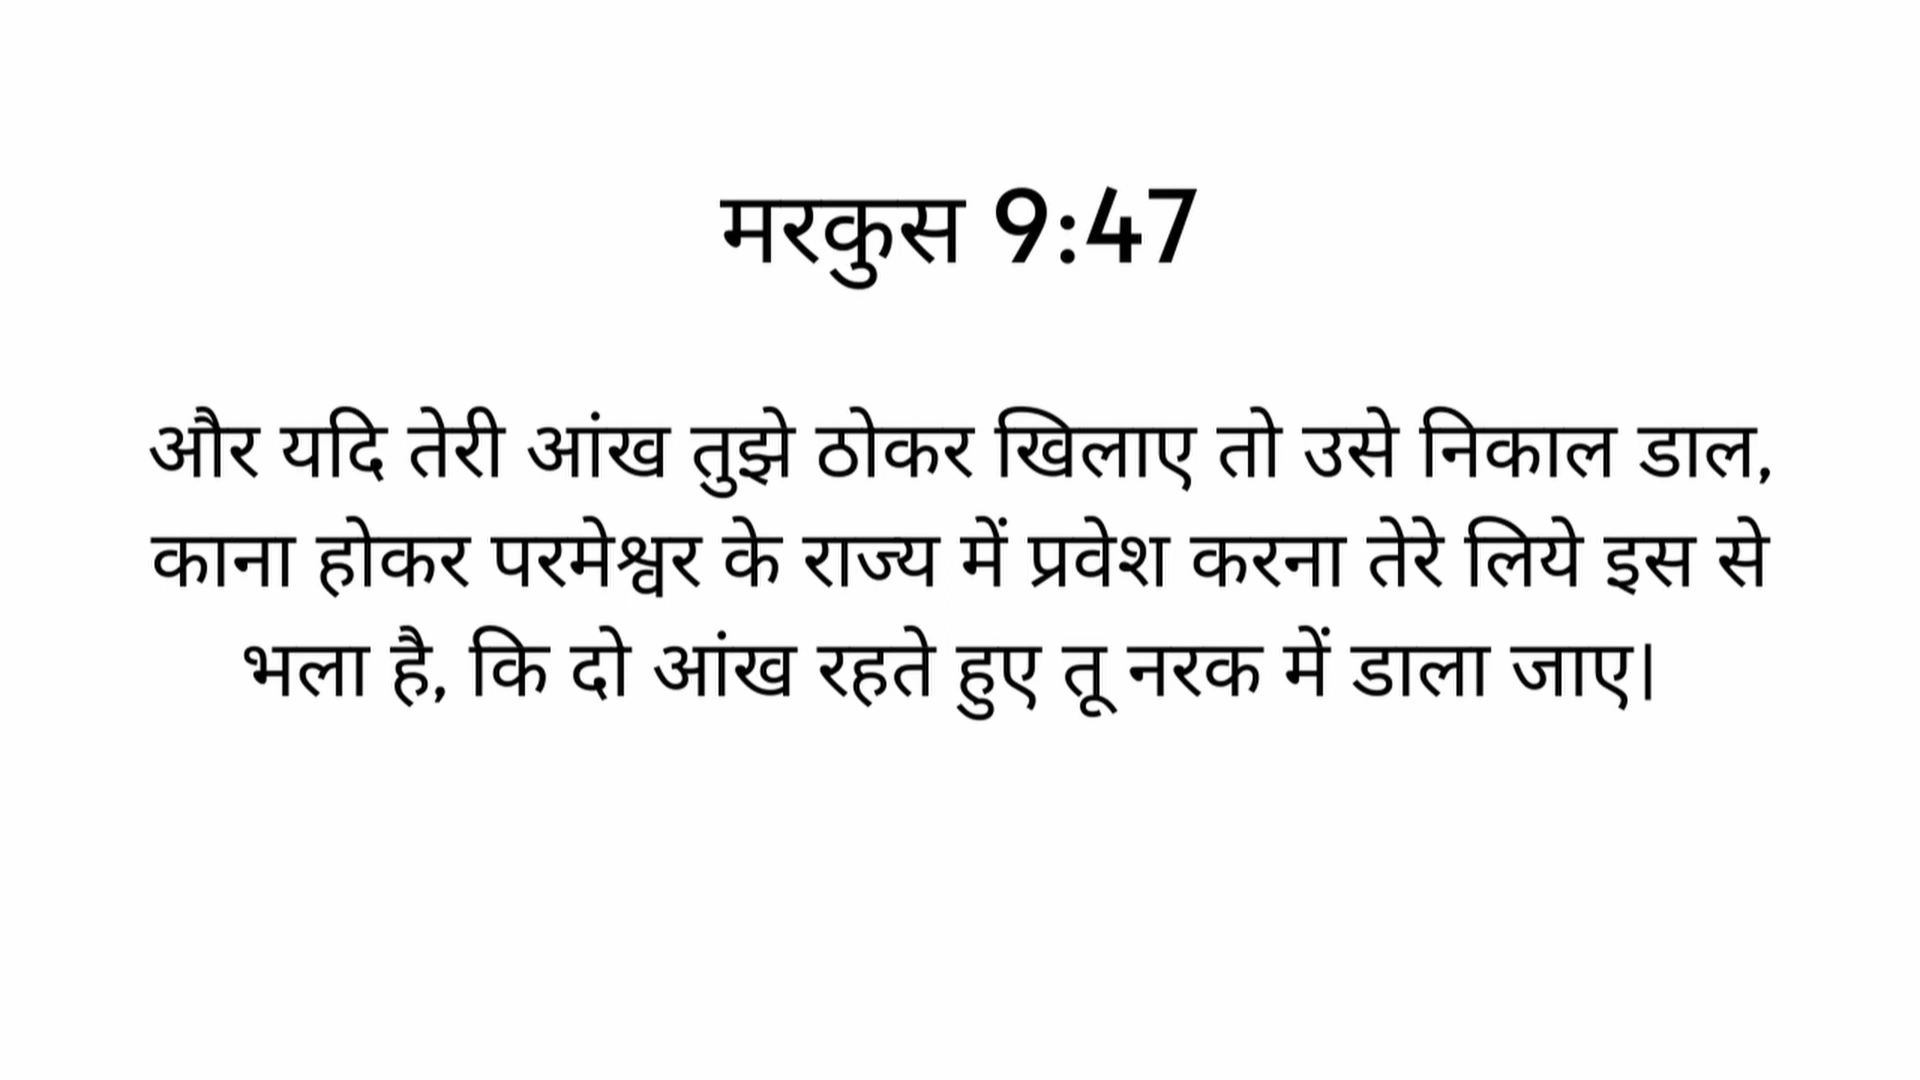 मरकुस 9:47
और यदि तेरी आंख तुझे ठोकर खिलाए तो उसे निकाल डाल,
काना होकर परमेश्वर के राज्य में प्रवेश करना तेरे लिये इस से
भला है, कि दो आंख रहते हुए तू नरक में डाला जाए।